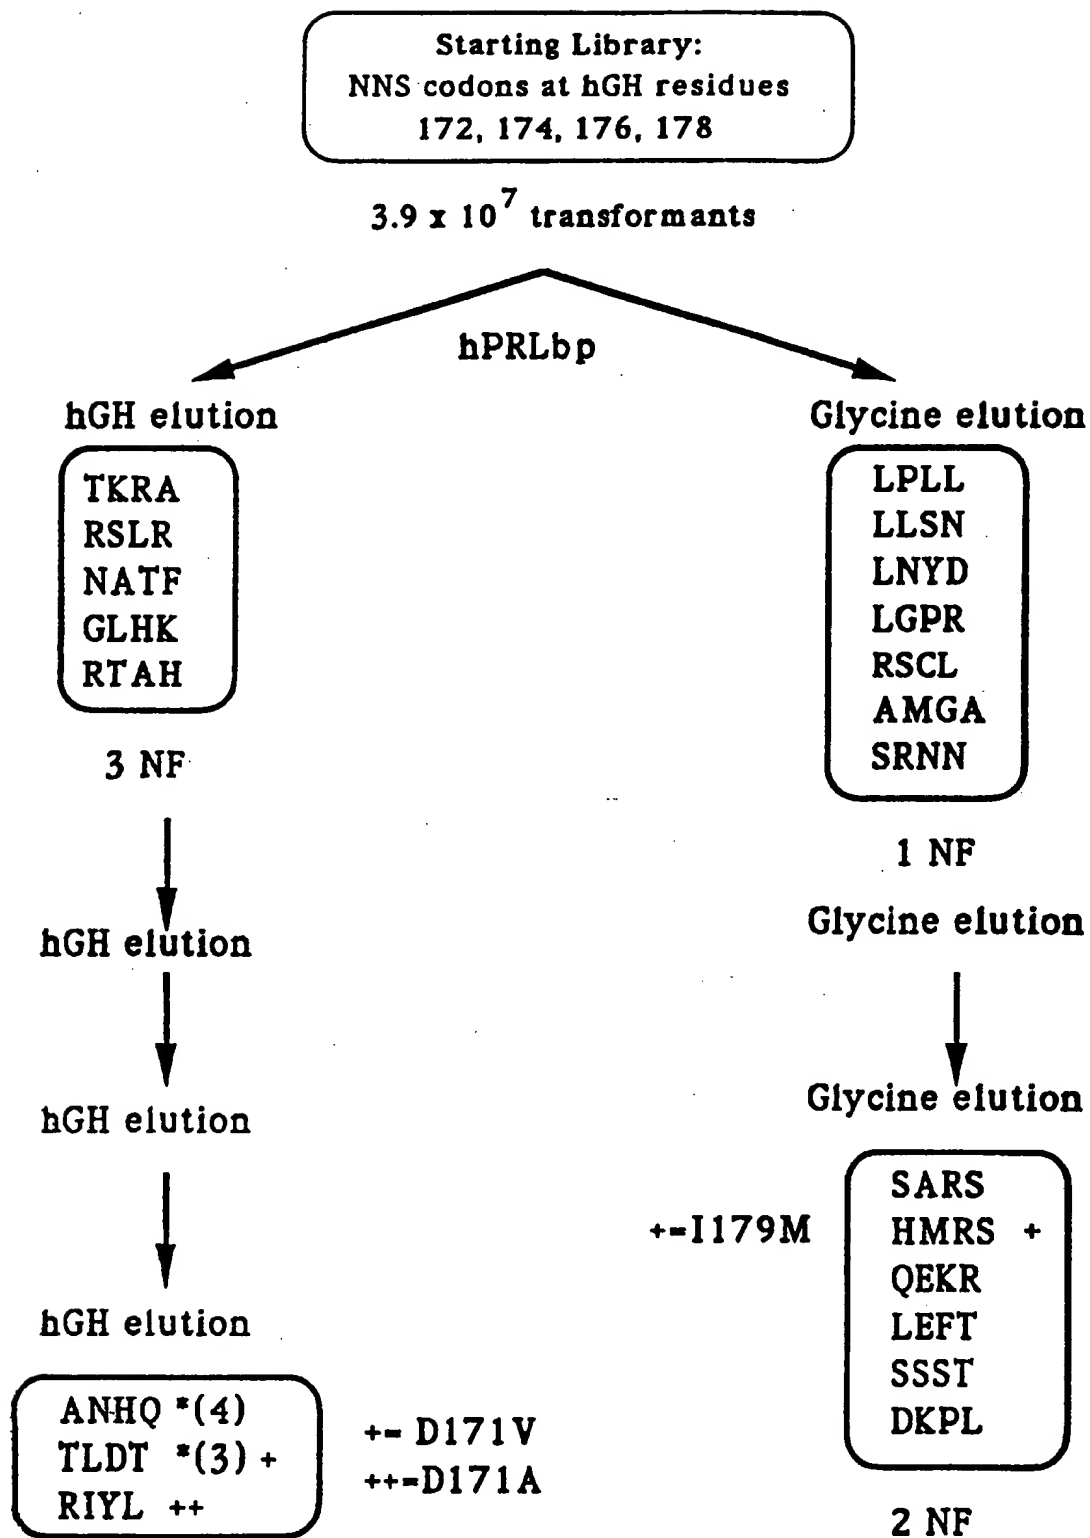 Starting Library:
NNS codons at hGH residues
172, 174, 176, 178
3.9 x 10^7 transformants
hPRLbp
hGH elution
TKRA
RSLR
NATF
GLHK
RTAH
3 NF
hGH elution
hGH elution
hGH elution
ANHQ *(4)
TLDT *(3) +
RIYL ++
+= D171V
++=D171A
Glycine elution
LPLL
LLSN
LNYD
LGPR
RSCL
AMGA
SRNN
1 NF
Glycine elution
Glycine elution
+=I179M
SARS
HMRS +
QEKR
LEFT
SSST
DKPL
2 NF